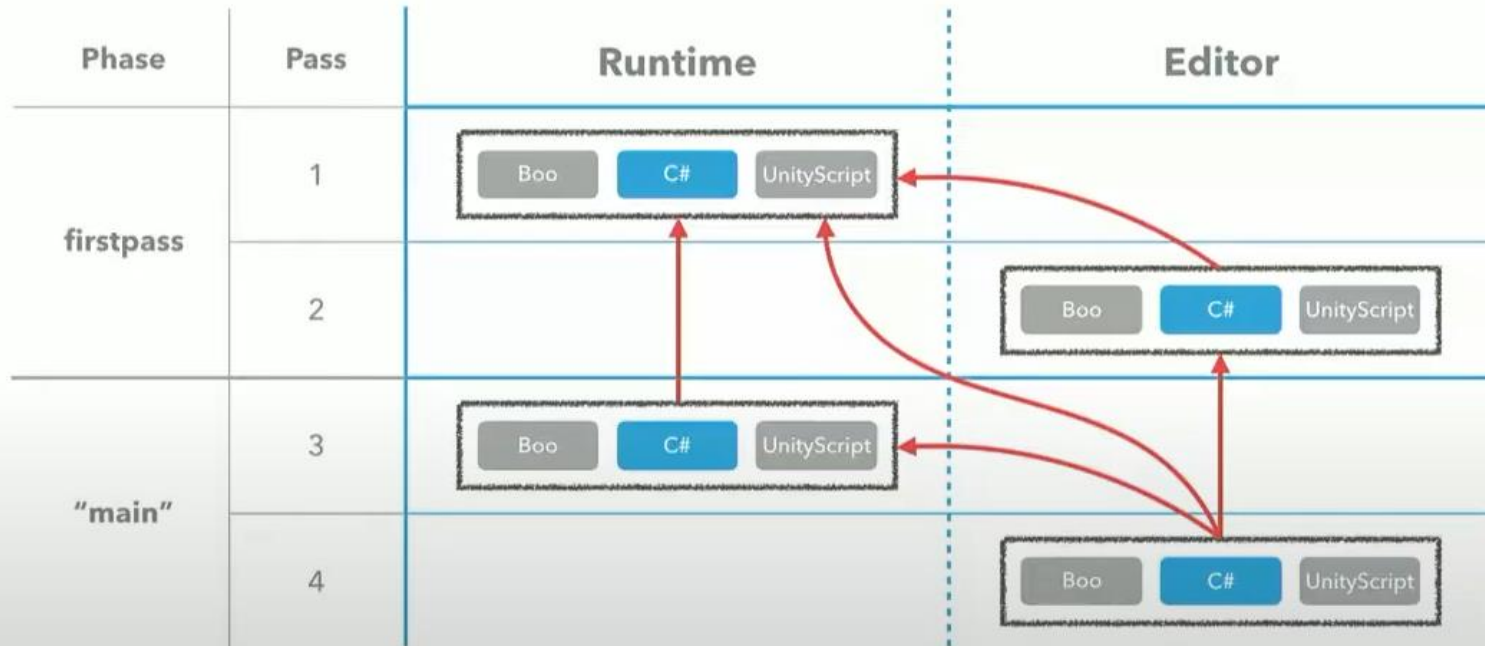 Phase Pass Runtime Editor
1 Boo C# UnityScript
firstpass
2 Boo C# UnityScript
3 Boo C# UnityScript
"main"
4 Boo C# UnityScript